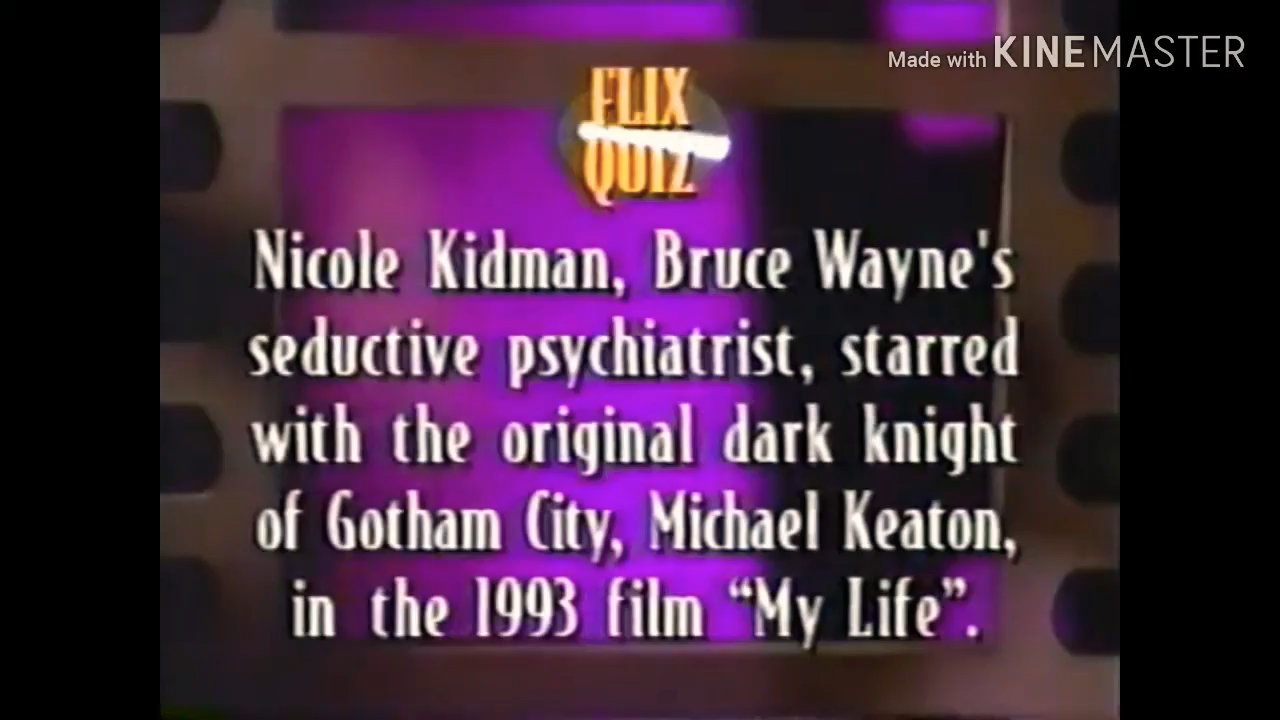 Made with KINEMASTER
FLIX
QUIZ
Nicole Kidman, Bruce Wayne's
seductive psychiatrist, starred
with the original dark knight
of Gotham City, Michael Keaton,
in the 1993 film “My Life”.